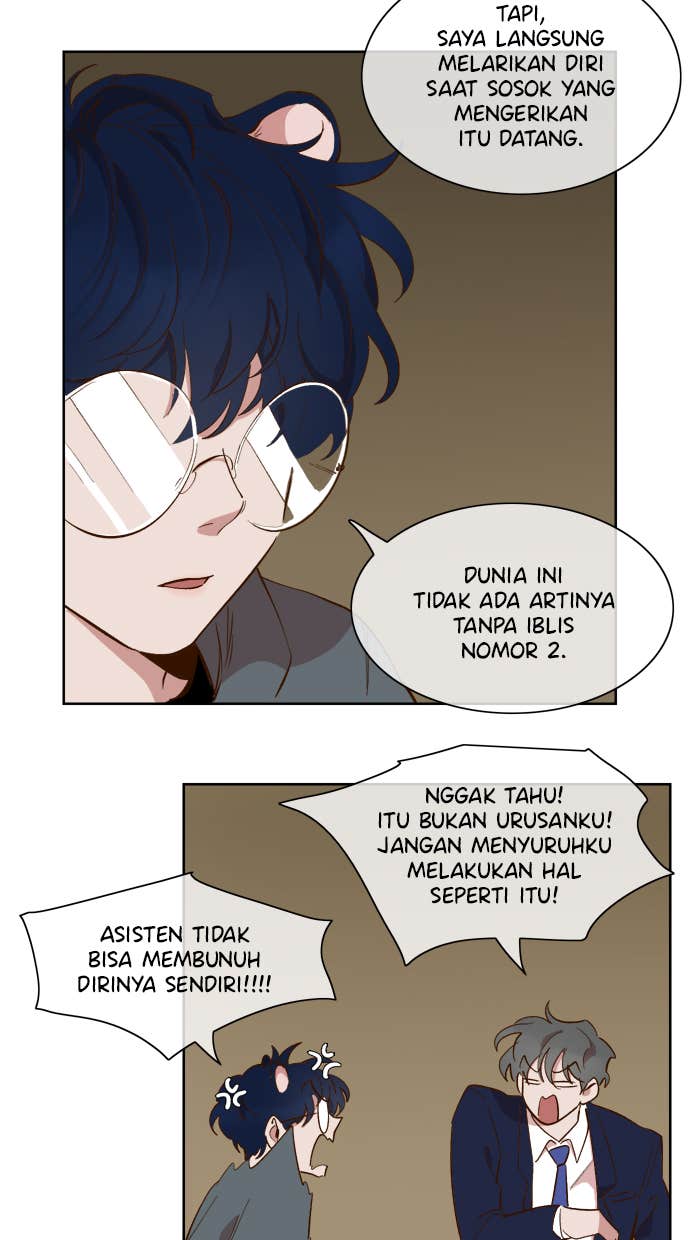 TAPI,
SAYA LANGSUNG
MELARIKAN DIRI
SAAT SOSOK YANG
MENGERIKAN
ITU DATANG.
DUNIA INI
TIDAK ADA ARTINYA
TANPA IBLIS
NOMOR 2.
NGGAK TAHU!
ITU BUKAN URUSANKU!
JANGAN MENYURUHKU
MELAKUKAN HAL
SEPERTI ITU!
ASISTEN TIDAK
BISA MEMBUNUH
DIRINYA SENDIRI!!!!